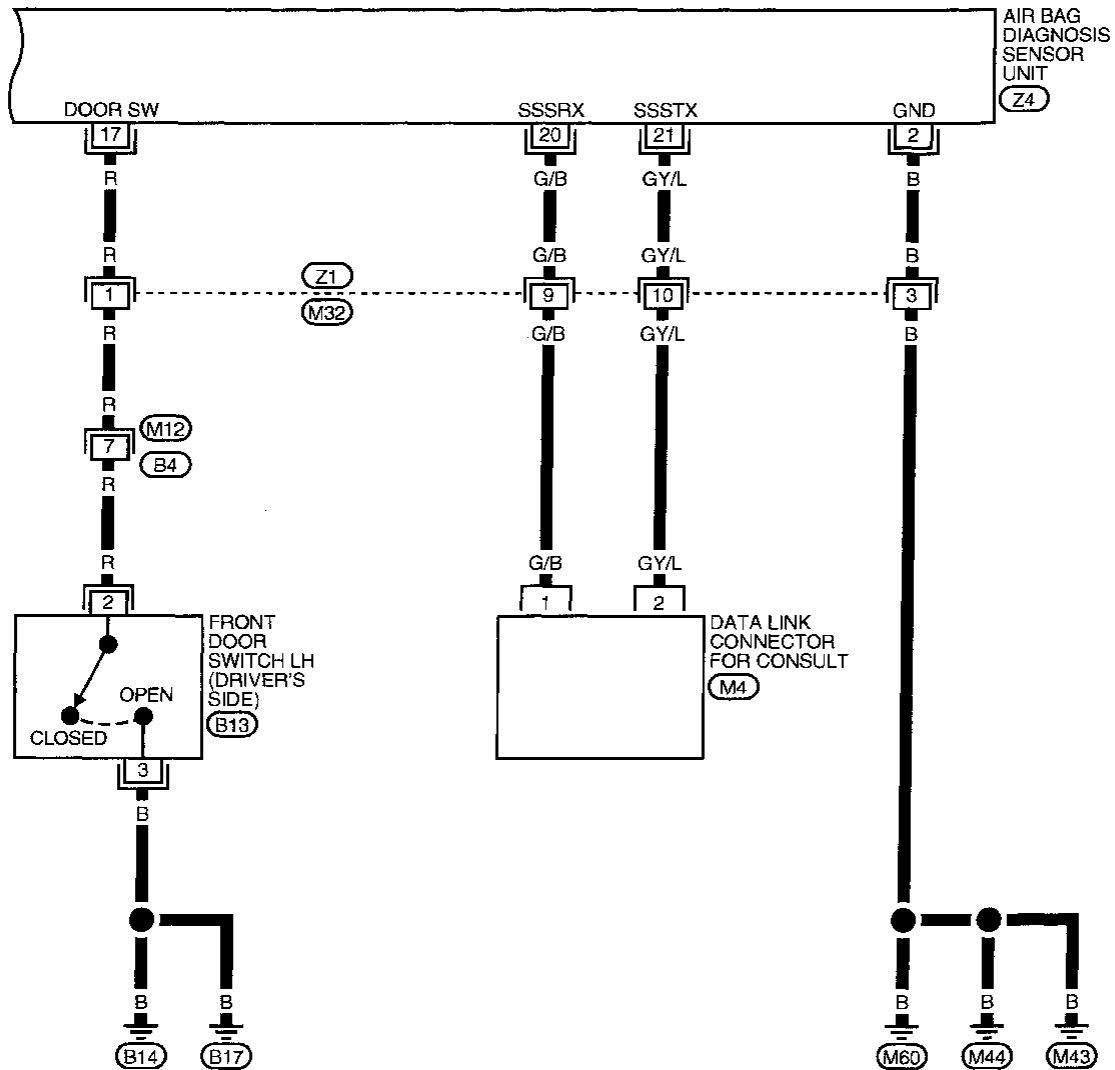 AIR BAG
DIAGNOSIS
SENSOR
UNIT
Z4
DOOR SW
SSSRX
SSSTX
GND
17
20
21
2
R
G/B
GY/L
B
R
G/B
GY/L
B
Z1
1
9
10
3
M32
R
G/B
GY/L
B
R
M12
7
B4
R
R
G/B
GY/L
2
1
2
FRONT
DOOR
SWITCH LH
(DRIVER'S
SIDE)
B13
OPEN
CLOSED
DATA LINK
CONNECTOR
FOR CONSULT
M4
3
B
B
B
B
B
B
B14
B17
M60
M44
M43